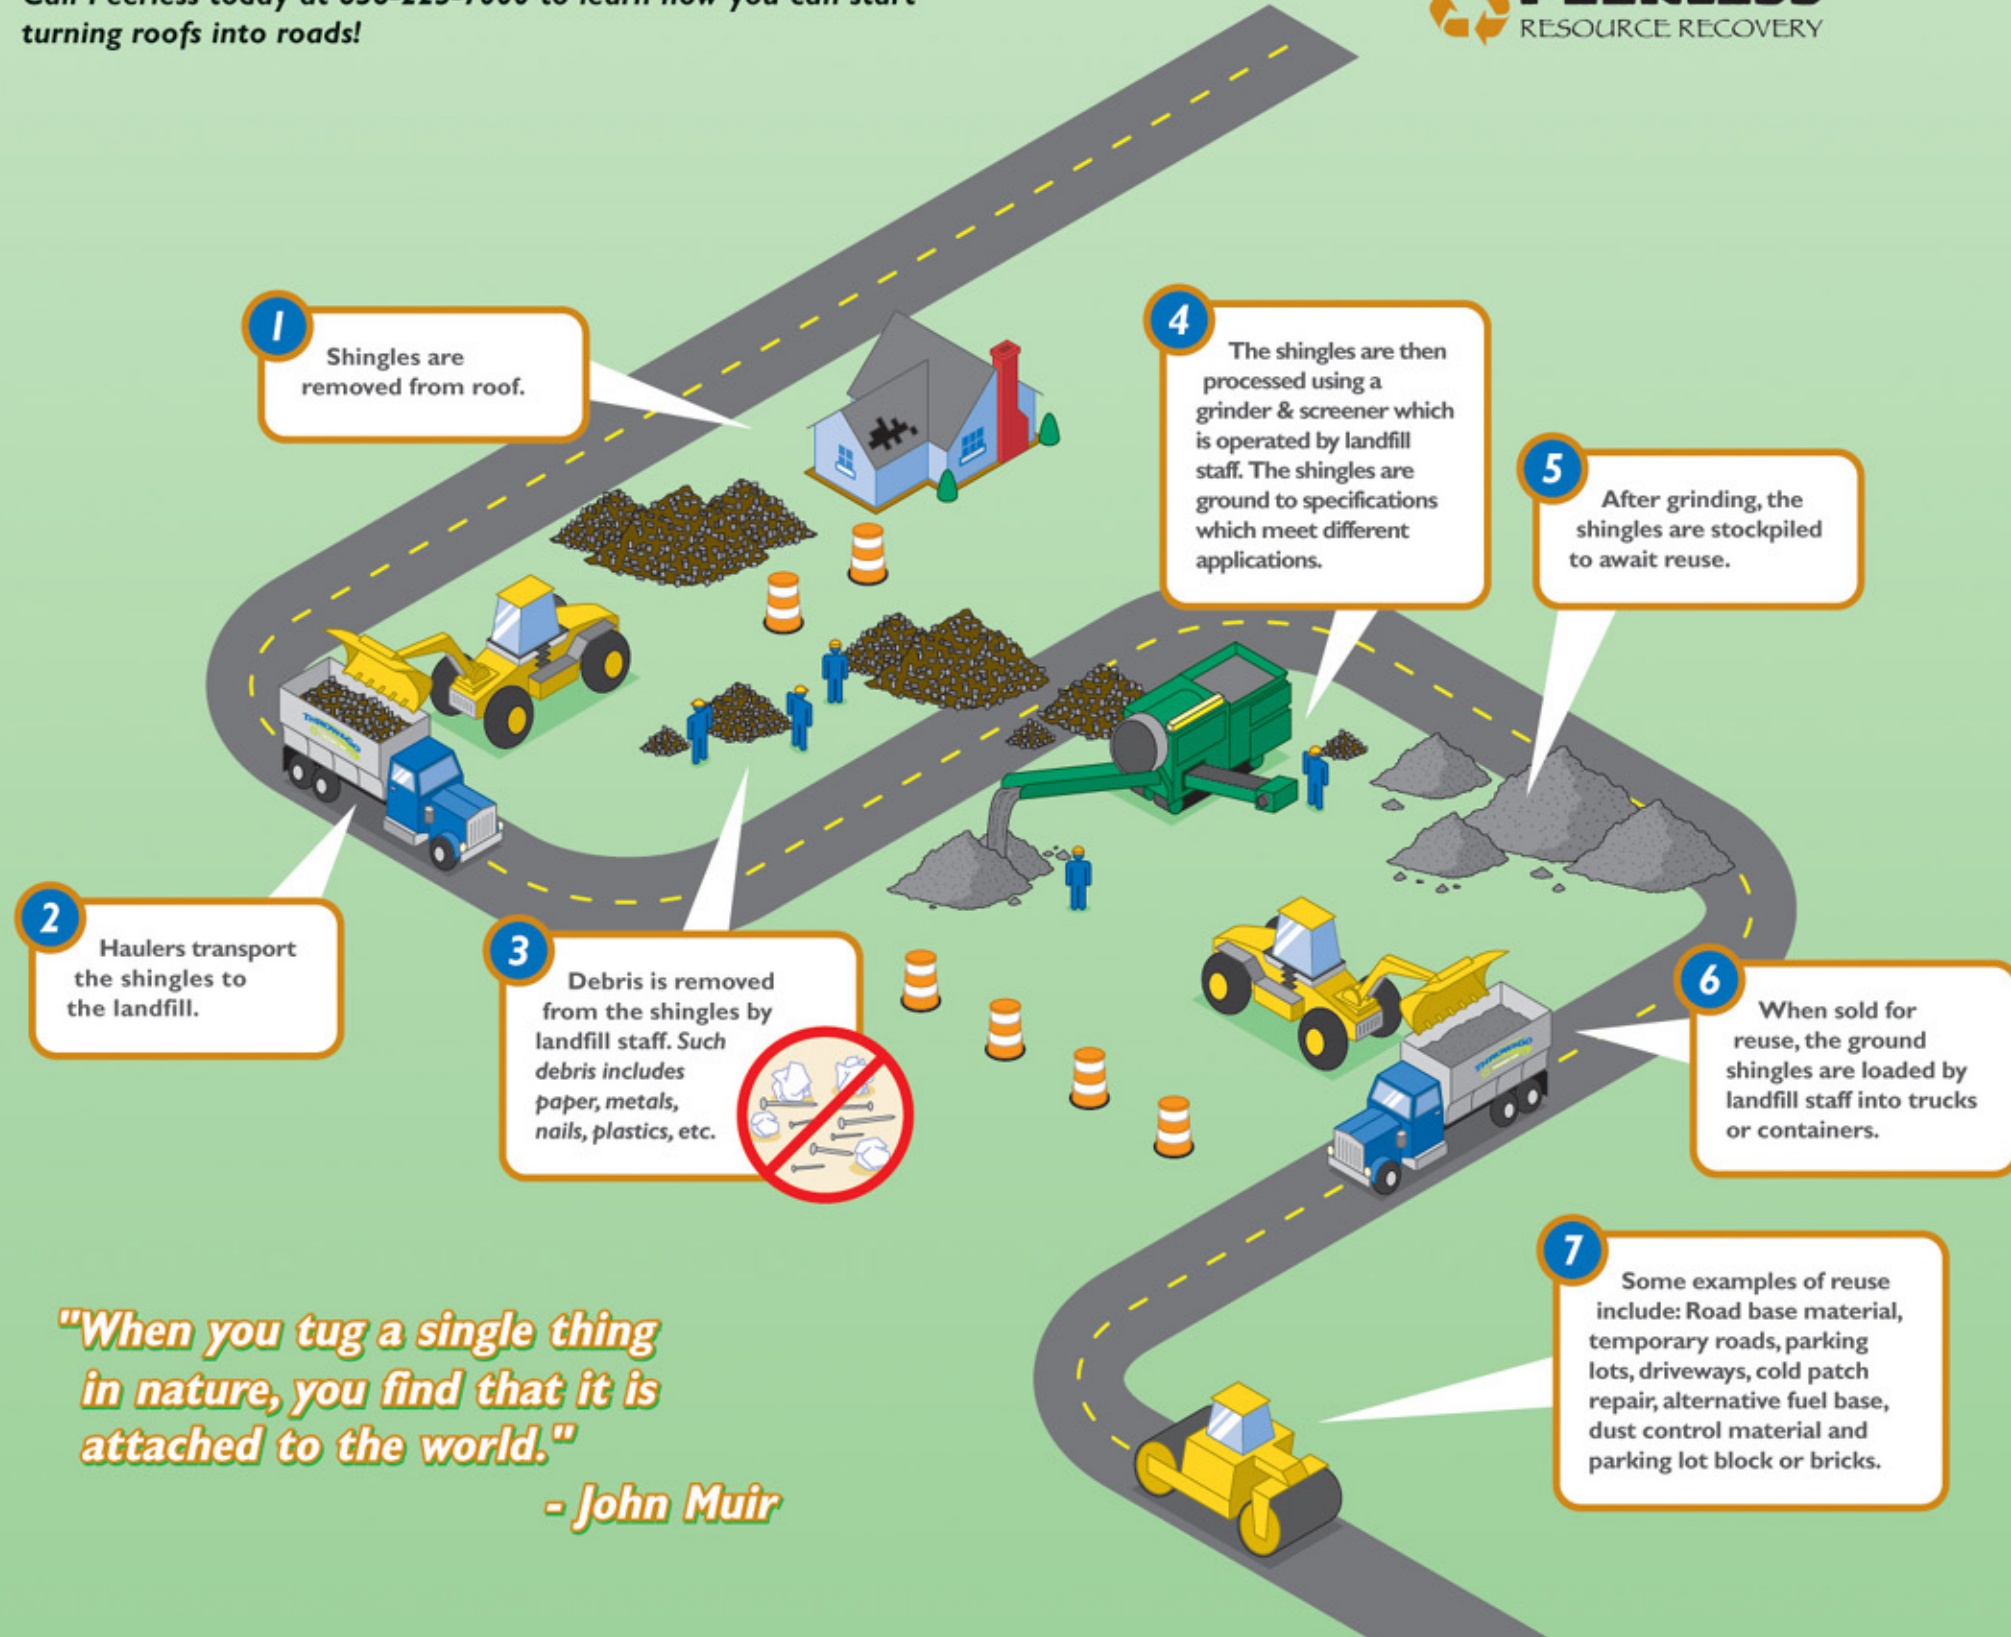 turning roofs into roads!
RESOURCE RECOVERY
1
Shingles are
removed from roof.
2
Haulers transport
the shingles to
the landfill.
3
Debris is removed
from the shingles by
landfill staff. Such
debris includes
paper, metals,
nails, plastics, etc.
4
The shingles are then
processed using a
grinder & screener which
is operated by landfill
staff. The shingles are
ground to specifications
which meet different
applications.
5
After grinding, the
shingles are stockpiled
to await reuse.
6
When sold for
reuse, the ground
shingles are loaded by
landfill staff into trucks
or containers.
7
Some examples of reuse
include: Road base material,
temporary roads, parking
lots, driveways, cold patch
repair, alternative fuel base,
dust control material and
parking lot block or bricks.
"When you tug a single thing
in nature, you find that it is
attached to the world."
- John Muir